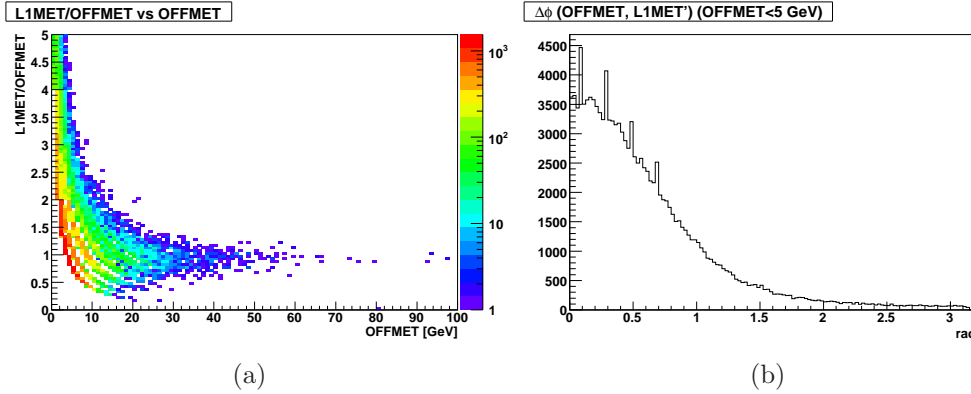 L1MET/OFFMET vs OFFMET
L1MET/OFFMET
5
4.5
4
3.5
3
2.5
2
1.5
1
0.5
0
0 10 20 30 40 50 60 70 80 90 100
OFFMET [GeV]
10³
10²
10
1
(a)
Δϕ (OFFMET, L1MET') (OFFMET<5 GeV)
4500
4000
3500
3000
2500
2000
1500
1000
500
0
0 0.5 1 1.5 2 2.5 3
rad
(b)